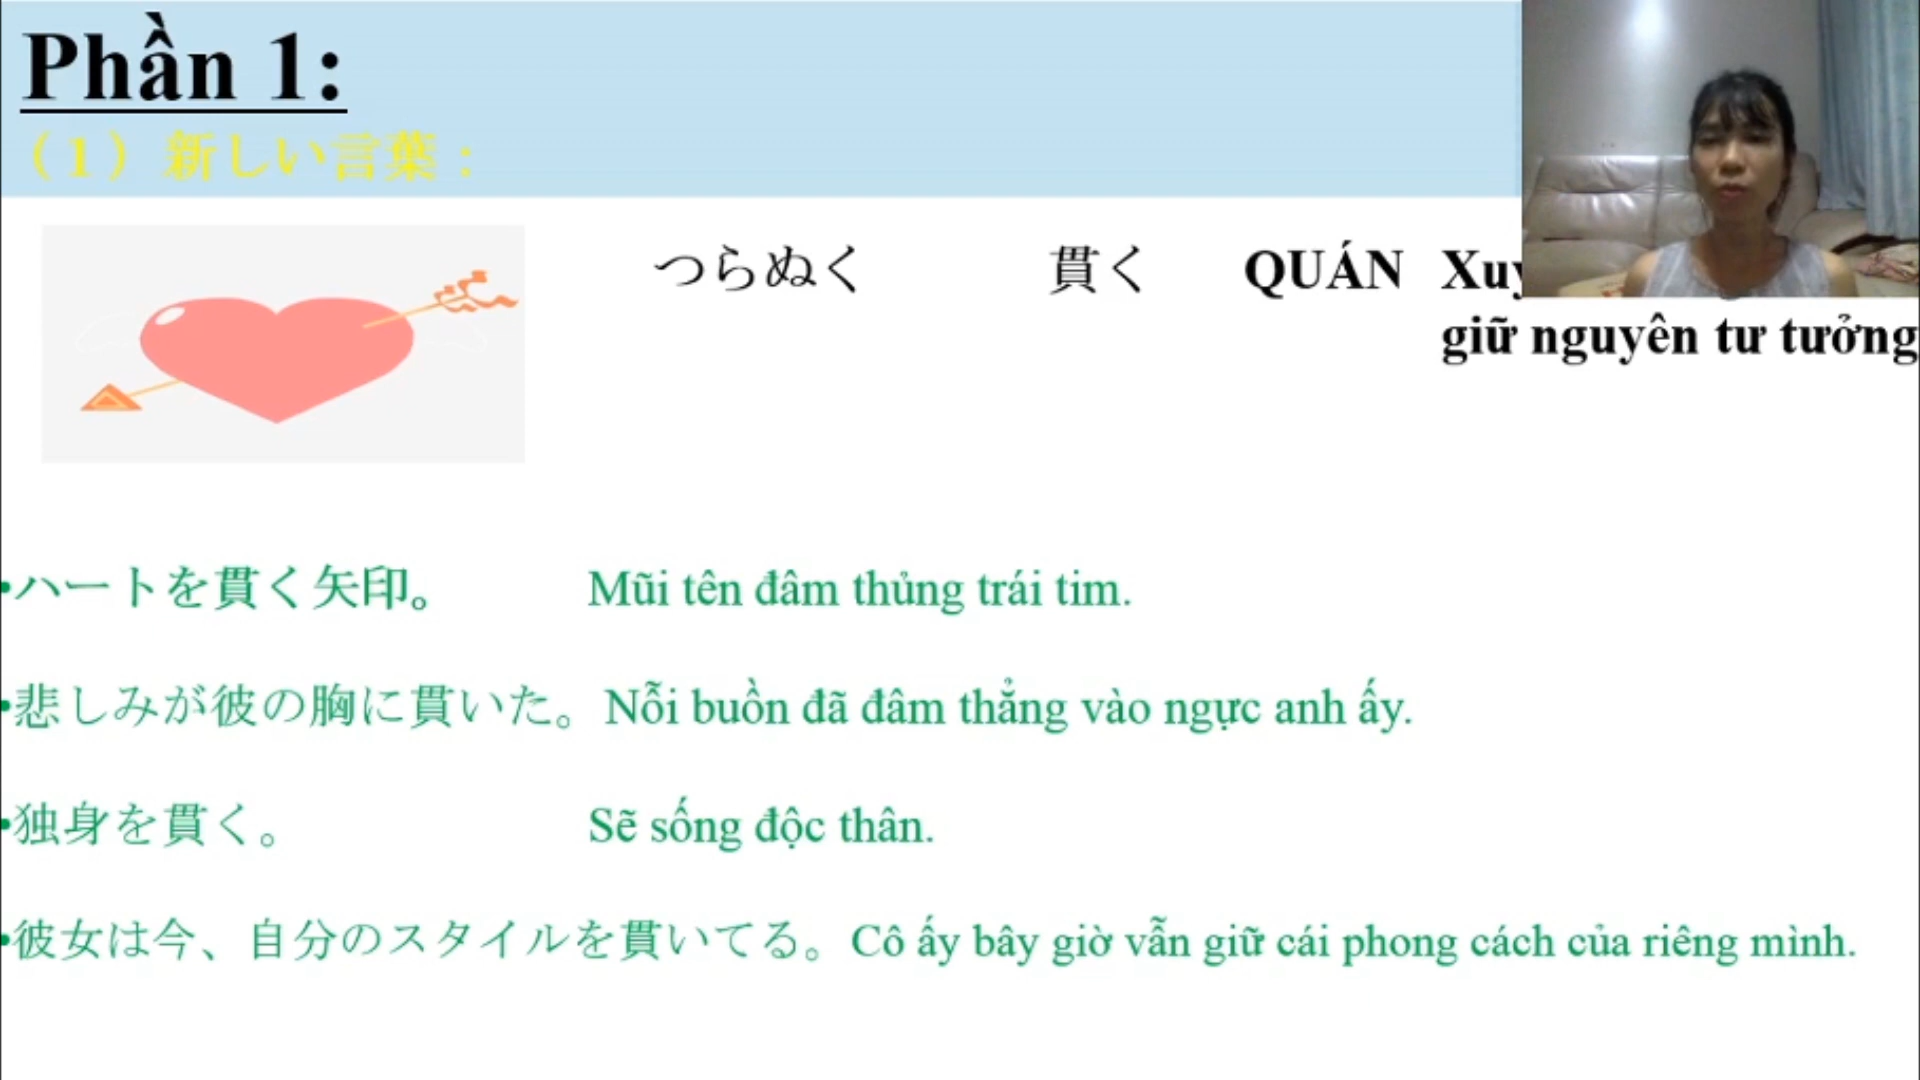 Phần 1:
（1）新しい言葉：
つらぬく 貫く QUÁN
giữ nguyên tư tưởng
•ハートを貫く矢印。 Mũi tên đâm thủng trái tim.
•悲しみが彼の胸に貫いた。 Nỗi buồn đã đâm thẳng vào ngực anh ấy.
•独身を貫く。 Sẽ sống độc thân.
•彼女は今、自分のスタイルを貫いてる。 Cô ấy bây giờ vẫn giữ cái phong cách của riêng mình.